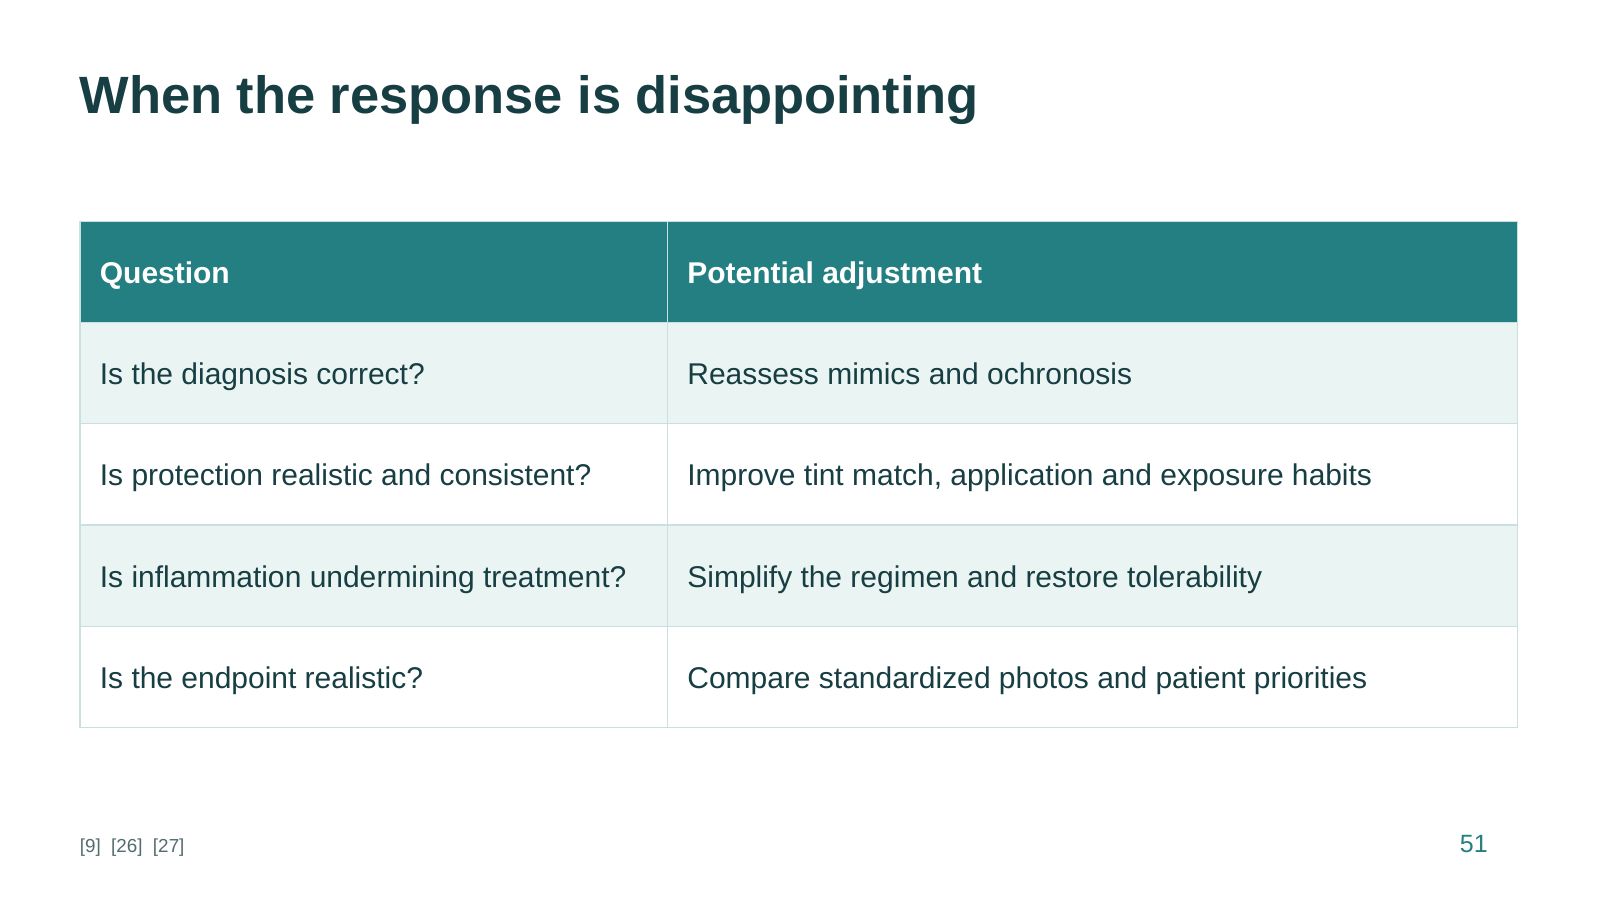 When the response is disappointing
Question
Potential adjustment
Is the diagnosis correct?
Reassess mimics and ochronosis
Is protection realistic and consistent?
Improve tint match, application and exposure habits
Is inflammation undermining treatment?
Simplify the regimen and restore tolerability
Is the endpoint realistic?
Compare standardized photos and patient priorities
[9] [26] [27]
51